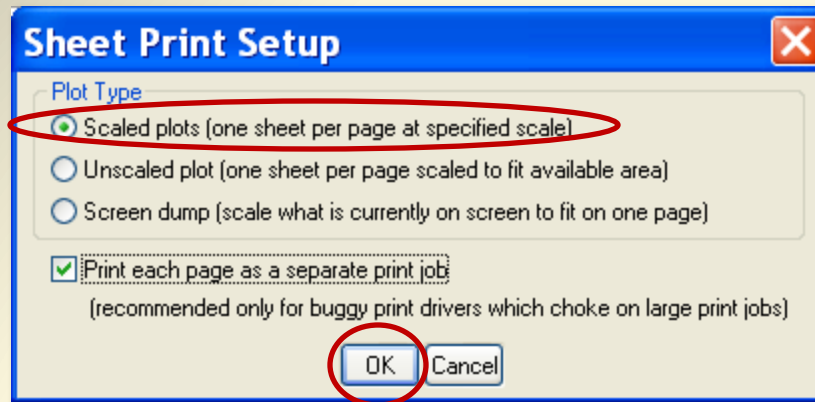 Sheet Print Setup
Plot Type
Scaled plots (one sheet per page at specified scale)
Unscaled plot (one sheet per page scaled to fit available area)
Screen dump (scale what is currently on screen to fit on one page)
Print each page as a separate print job
(recommended only for buggy print drivers which choke on large print jobs)
OK Cancel